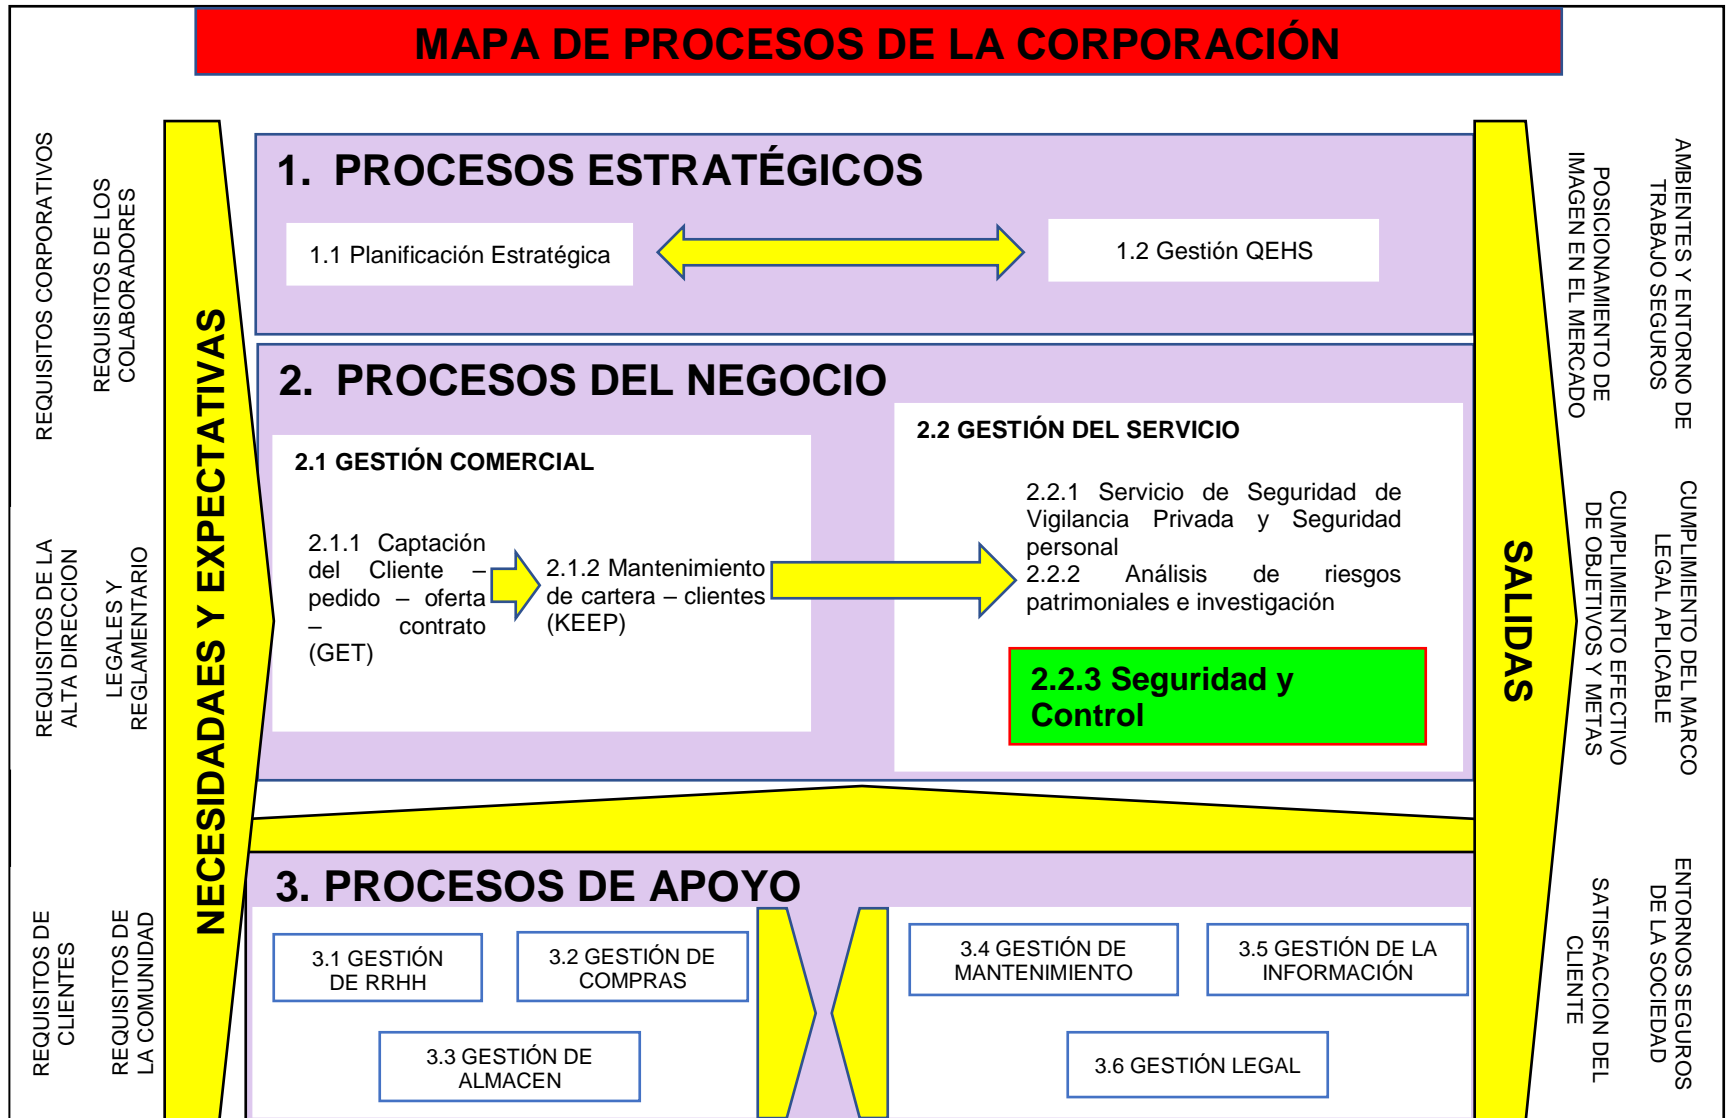 MAPA DE PROCESOS DE LA CORPORACIÓN
REQUISITOS CORPORATIVOS
REQUISITOS DE LOS
COLABORADORES
REQUISITOS DE LA
ALTA DIRECCION
LEGALES Y
REGLAMENTARIO
REQUISITOS DE
CLIENTES
REQUISITOS DE
LA COMUNIDAD
NECESIDADAES Y EXPECTATIVAS
1. PROCESOS ESTRATÉGICOS
1.1 Planificación Estratégica
1.2 Gestión QEHS
2. PROCESOS DEL NEGOCIO
2.1 GESTIÓN COMERCIAL
2.1.1 Captación
del Cliente –
pedido – oferta
– contrato
(GET)
2.1.2 Mantenimiento
de cartera – clientes
(KEEP)
2.2 GESTIÓN DEL SERVICIO
2.2.1 Servicio de Seguridad de
Vigilancia Privada y Seguridad
personal
2.2.2 Análisis de riesgos
patrimoniales e investigación
2.2.3 Seguridad y
Control
3. PROCESOS DE APOYO
3.1 GESTIÓN
DE RRHH
3.2 GESTIÓN DE
COMPRAS
3.3 GESTIÓN DE
ALMACEN
3.4 GESTIÓN DE
MANTENIMIENTO
3.5 GESTIÓN DE LA
INFORMACIÓN
3.6 GESTIÓN LEGAL
SALIDAS
POSICIONAMIENTO DE
IMAGEN EN EL MERCADO
AMBIENTES Y ENTORNO DE
TRABAJO SEGUROS
CUMPLIMIENTO EFECTIVO
DE OBJETIVOS Y METAS
CUMPLIMIENTO DEL MARCO
LEGAL APLICABLE
SATISFACCION DEL
CLIENTE
ENTORNOS SEGUROS
DE LA SOCIEDAD